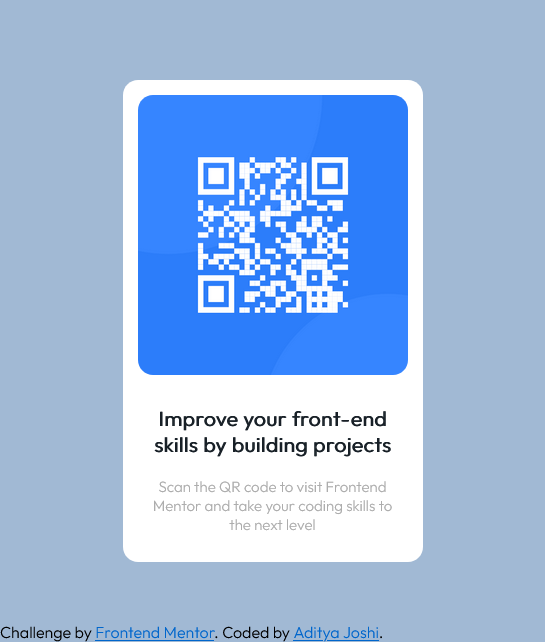 Improve your front-end
skills by building projects
Scan the QR code to visit Frontend
Mentor and take your coding skills to
the next level
Challenge by Frontend Mentor. Coded by Aditya Joshi.